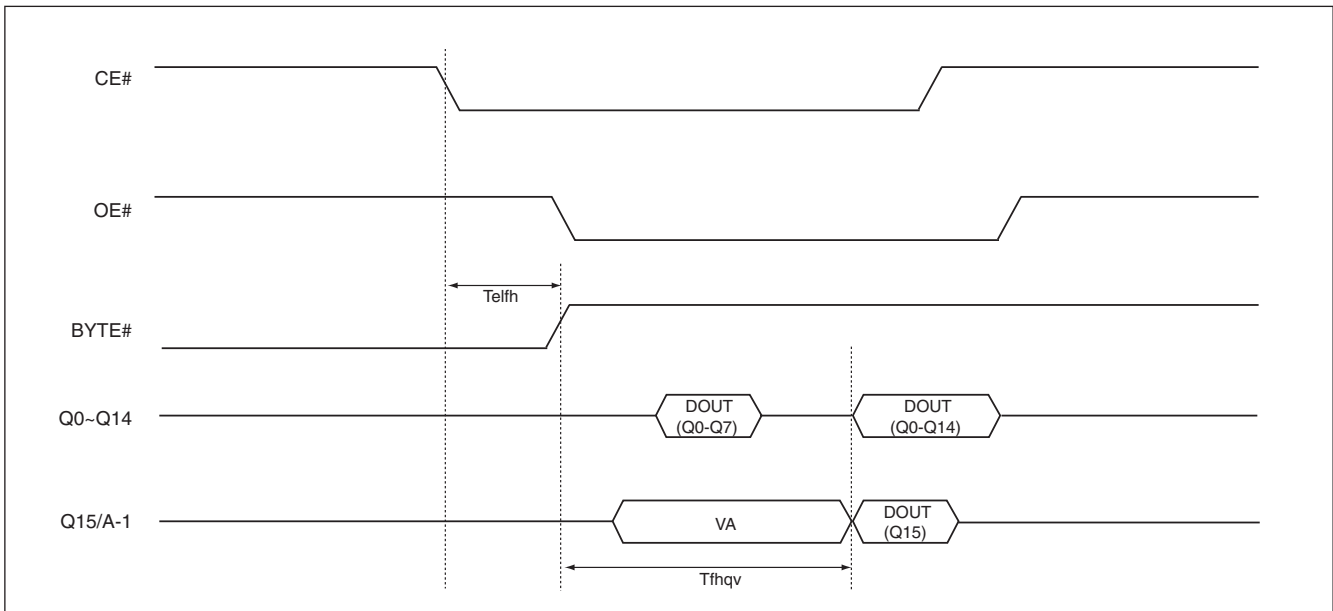 CE#
OE#
Telfh
BYTE#
Q0~Q14
DOUT
(Q0-Q7)
DOUT
(Q0-Q14)
Q15/A-1
VA
DOUT
(Q15)
Tfhqv